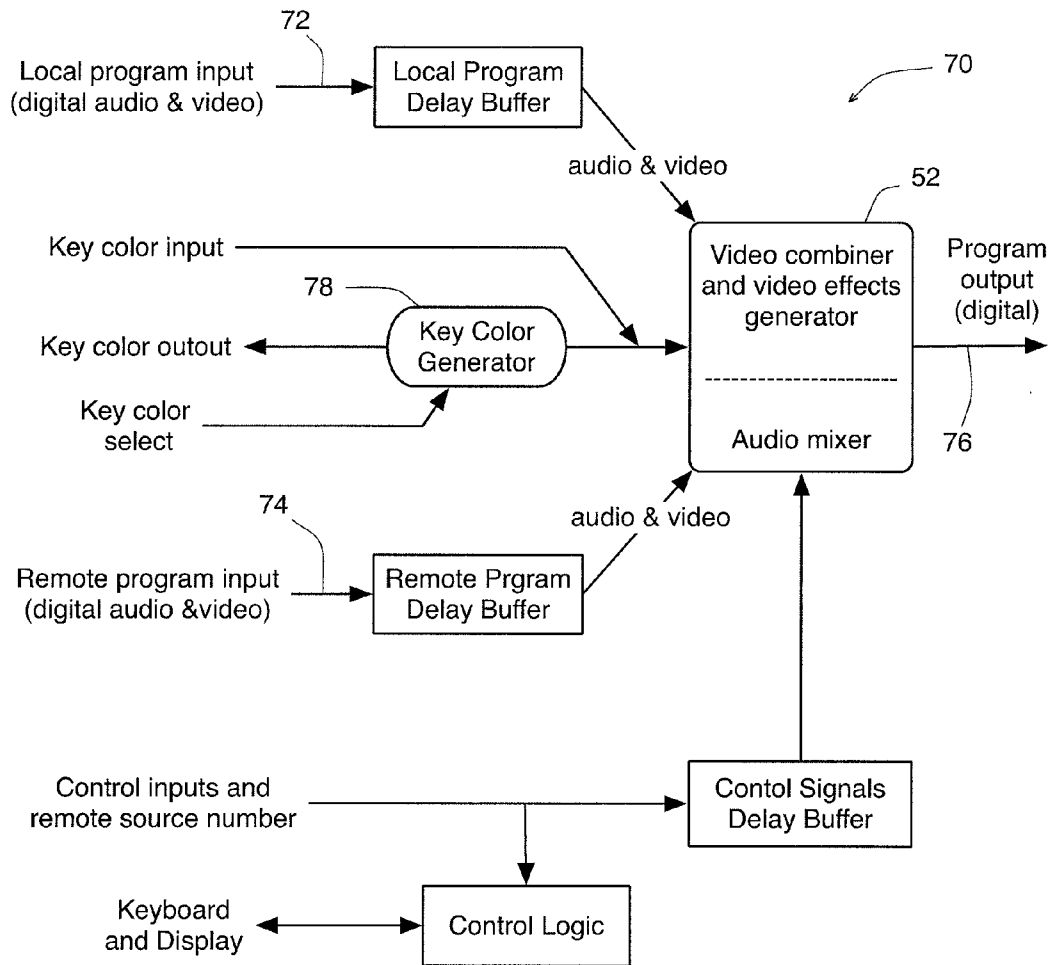 72
Local program input
(digital audio & video)
Local Program
Delay Buffer
70
audio & video
52
Key color input
78
Key color outout
Key Color
Generator
Key color
select
Video combiner
and video effects
generator
Audio mixer
Program
output
(digital)
76
74
audio & video
Remote program input
(digital audio &video)
Remote Prgram
Delay Buffer
Control inputs and
remote source number
Contol Signals
Delay Buffer
Keyboard
and Display
Control Logic